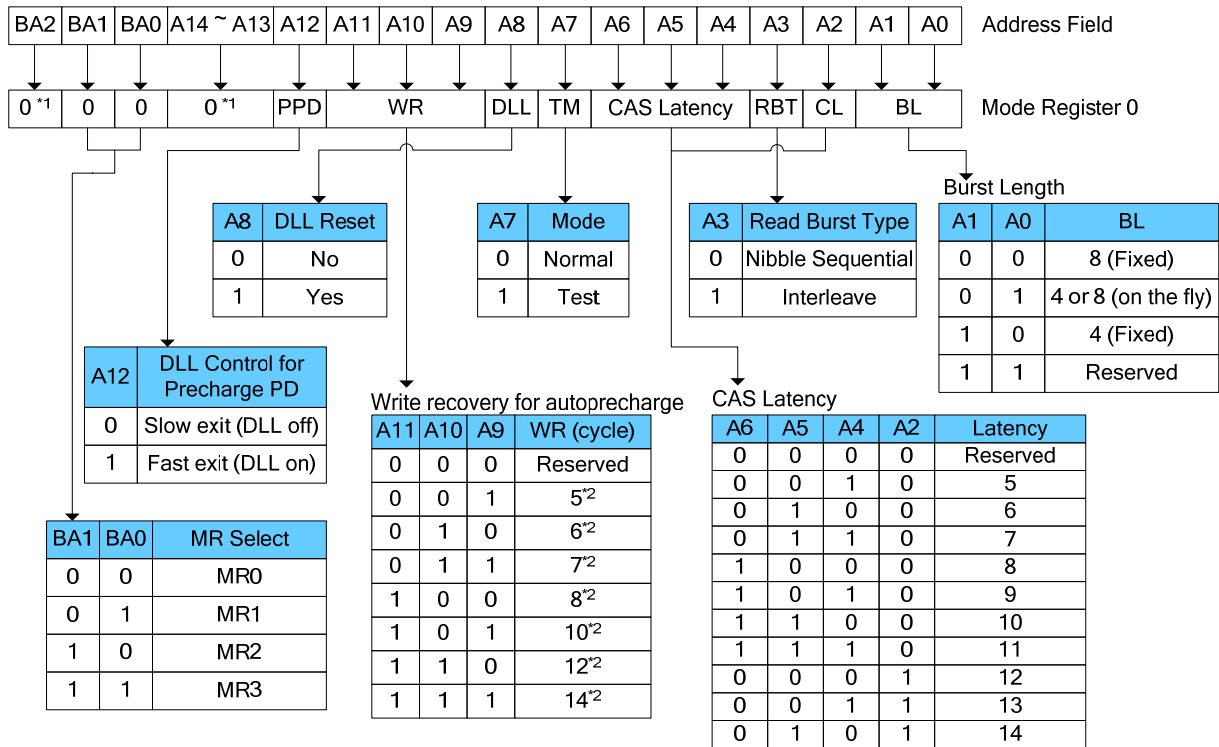 BA2 BA1 BA0 A14 ~ A13 A12 A11 A10 A9 A8 A7 A6 A5 A4 A3 A2 A1 A0 Address Field
0*1 0 0 0*1 PPD WR DLL TM CAS Latency RBT CL BL Mode Register 0
A8 DLL Reset
0 No
1 Yes
A7 Mode
0 Normal
1 Test
A3 Read Burst Type
0 Nibble Sequential
1 Interleave
Burst Length
A1 A0 BL
0 0 8 (Fixed)
0 1 4 or 8 (on the fly)
1 0 4 (Fixed)
1 1 Reserved
A12 DLL Control for
Precharge PD
0 Slow exit (DLL off)
1 Fast exit (DLL on)
BA1 BA0 MR Select
0 0 MR0
0 1 MR1
1 0 MR2
1 1 MR3
Write recovery for autoprecharge
A11 A10 A9 WR (cycle)
0 0 0 Reserved
0 0 1 5*2
0 1 0 6*2
0 1 1 7*2
1 0 0 8*2
1 0 1 10*2
1 1 0 12*2
1 1 1 14*2
CAS Latency
A6 A5 A4 A2 Latency
0 0 0 0 Reserved
0 0 1 0 5
0 1 0 0 6
0 1 1 0 7
1 0 0 0 8
1 0 1 0 9
1 1 0 0 10
1 1 1 0 11
0 0 0 1 12
0 0 1 1 13
0 1 0 1 14